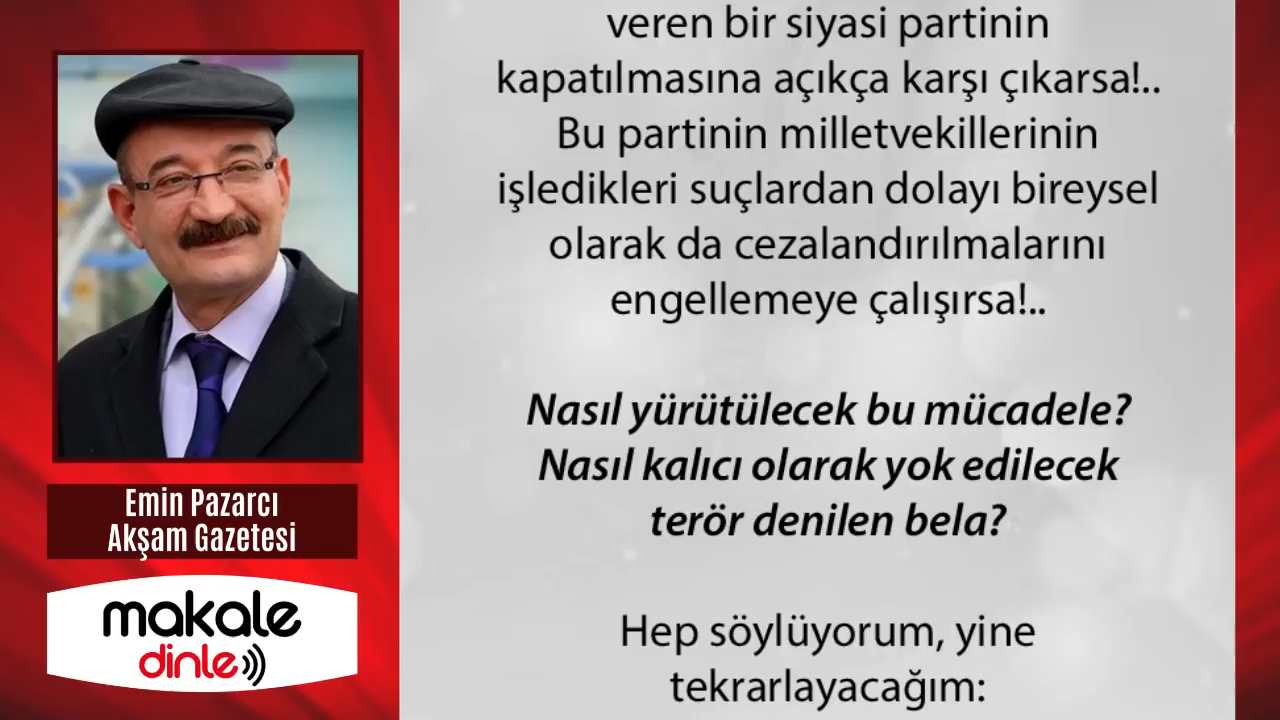 veren bir siyasi partinin
kapatılmasına açıkça karşı çıkarsa!..
Bu partinin milletvekillerinin
işledikleri suçlardan dolayı bireysel
olarak da cezalandırılmalarını
engellemeye çalışırsa!..
Nasıl yürütülecek bu mücadele?
Nasıl kalıcı olarak yok edilecek
terör denilen bela?
Hep söylüyorum, yine
tekrarlayacağım:
Emin Pazarcı
Akşam Gazetesi
makale
dinle